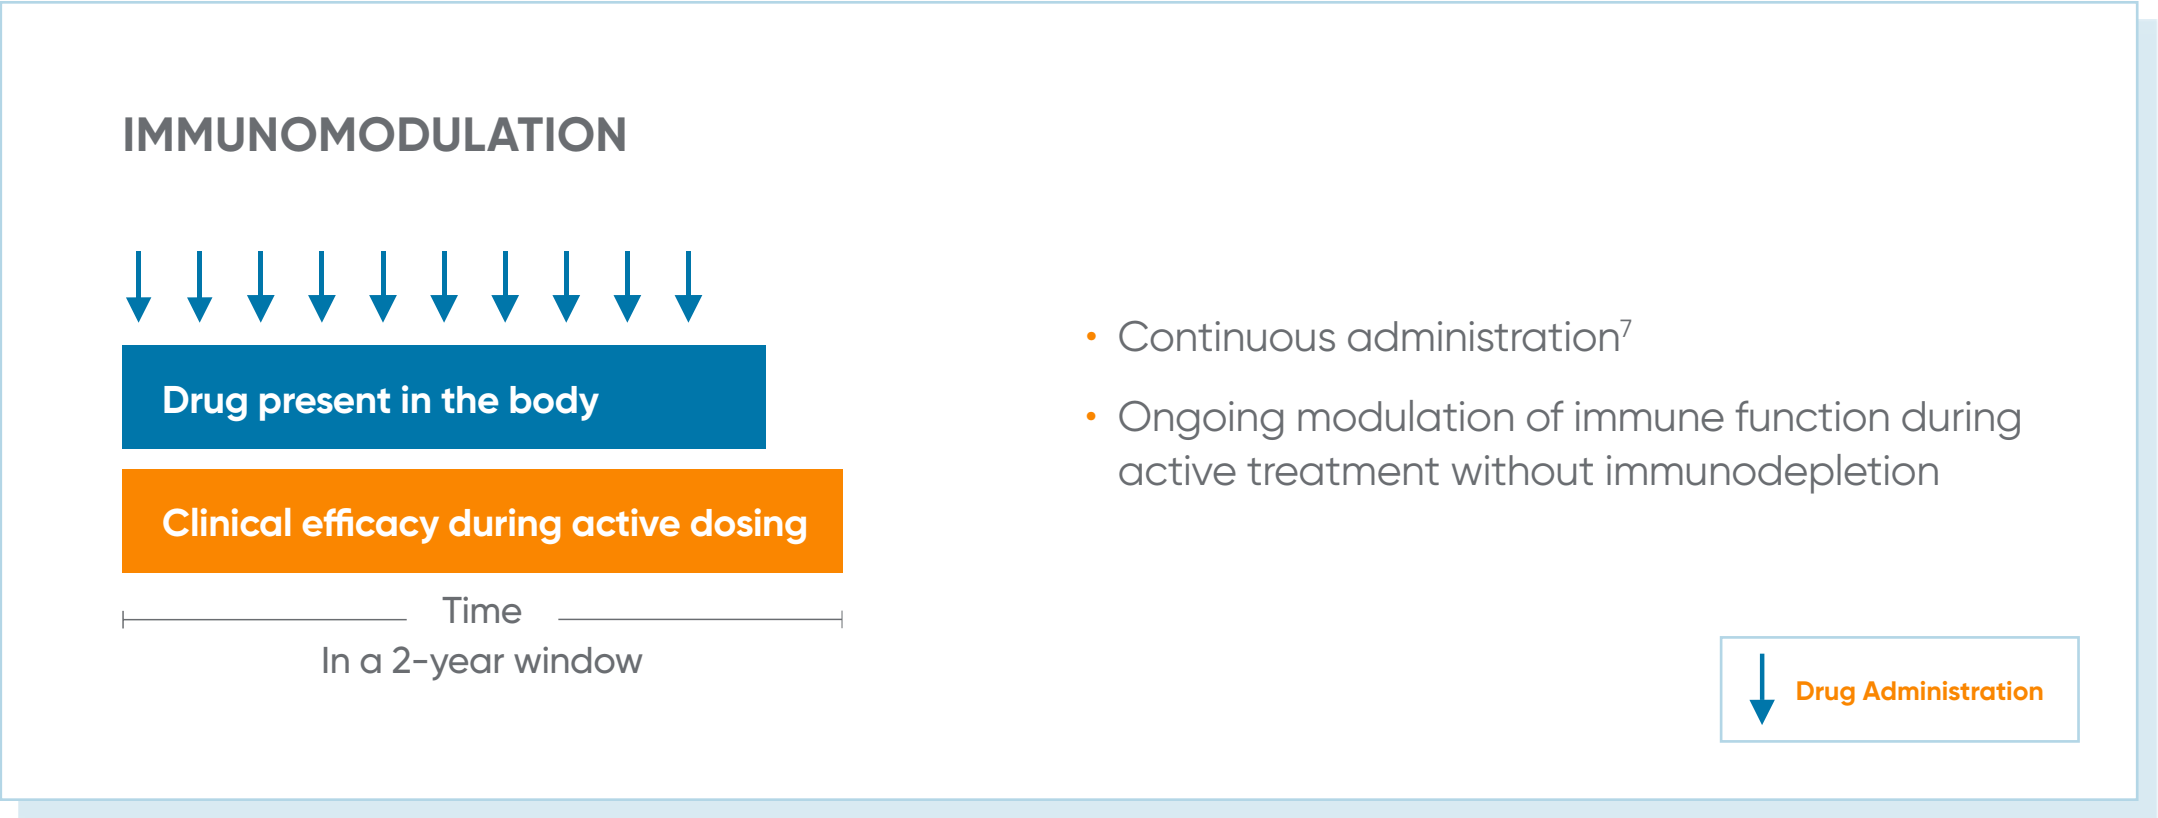 IMMUNOMODULATION
Drug present in the body
Clinical efficacy during active dosing
Time
In a 2-year window
• Continuous administration⁷
• Ongoing modulation of immune function during
active treatment without immunodepletion
Drug Administration